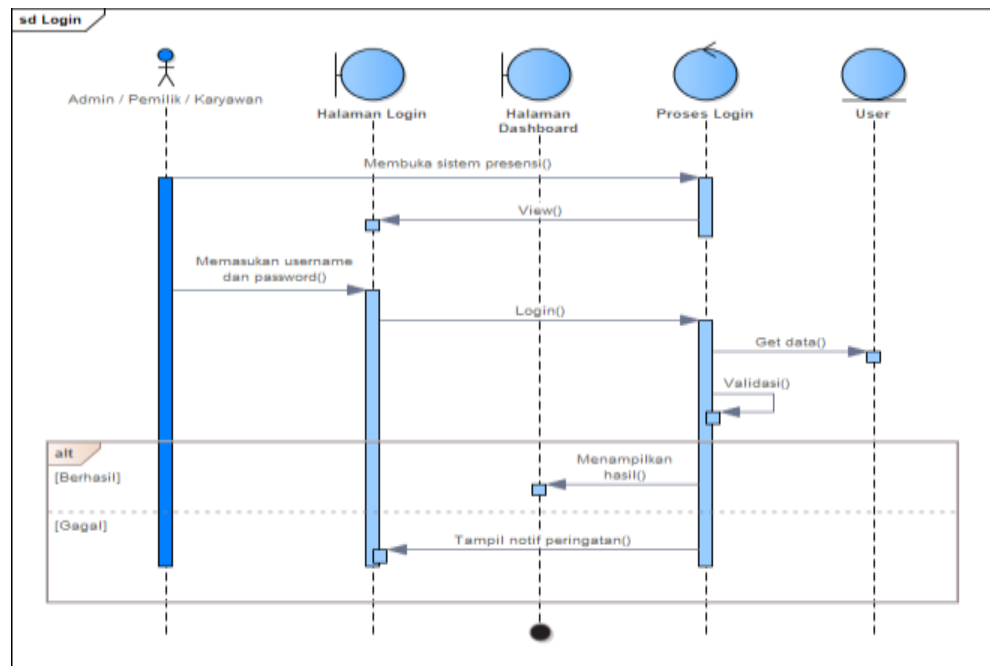 sd Login
Admin / Pemilik / Karyawan
Halaman Login
Halaman
Dashboard
Proses Login
User
Membuka sistem presensi()
View()
Memasukan username
dan password()
Login()
Get data()
Validasi()
alt
[Berhasil]
Menampilkan
hasil()
[Gagal]
Tampil notif peringatan()